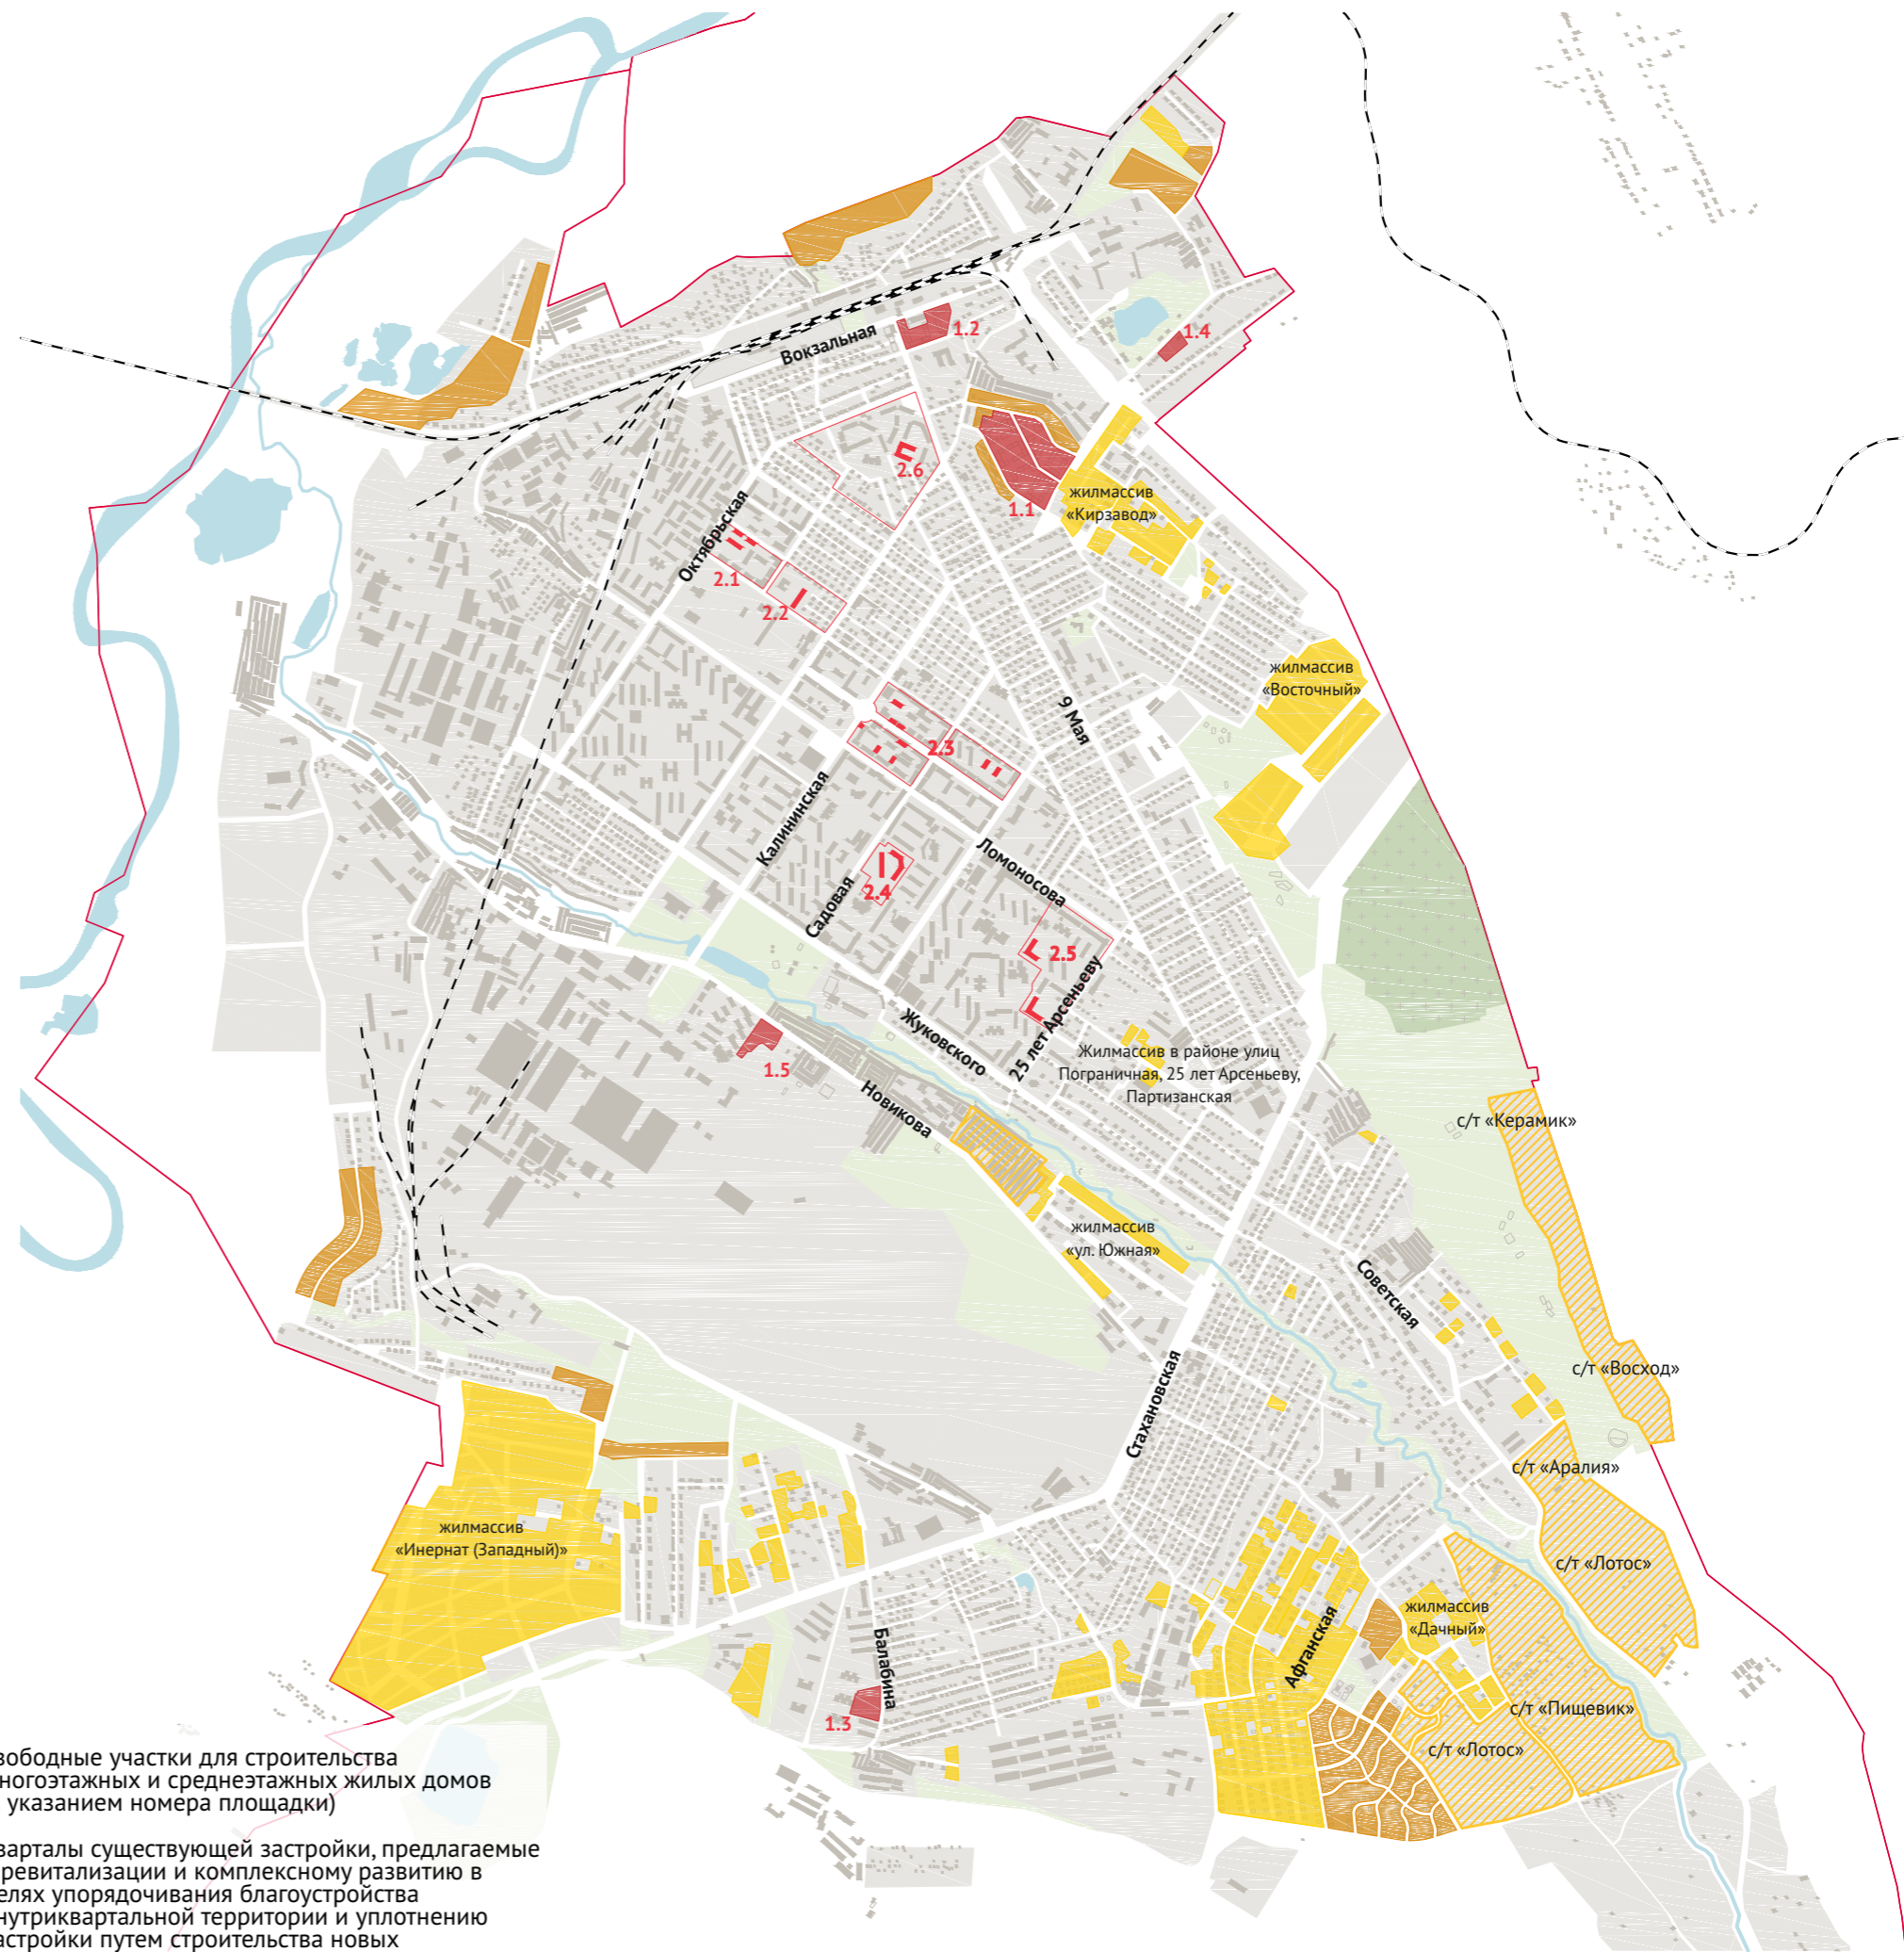 Вокзальная
1.2
1.4
2.6
1.1
жилмассив
«Кирзавод»
Октябрьская
2.1
2.2
жилмассив
«Восточный»
9 Мая
2.3
Калининская
Ломоносова
Садовая
2.4
2.5
25 лет Арсеньеву
Жуковского
Жилмассив в районе улиц
Пограничная, 25 лет Арсеньеву,
Партизанская
1.5
Новикова
с/т «Керамик»
жилмассив
«ул. Южная»
Советская
с/т «Восход»
Стахановская
с/т «Аралия»
жилмассив
«Инернат (Западный)»
с/т «Лотос»
жилмассив
«Дачный»
Афганская
Балабина
1.3
с/т «Пищевик»
с/т «Лотос»
вободные участки для строительства
ногоэтажных и среднеэтажных жилых домов
указанием номера площадки)
варталы существующей застройки, предлагаемые
ревитализации и комплексному развитию в
елях упорядочивания благоустройства
нутриквартальной территории и уплотнению
астройки путем строительства новых